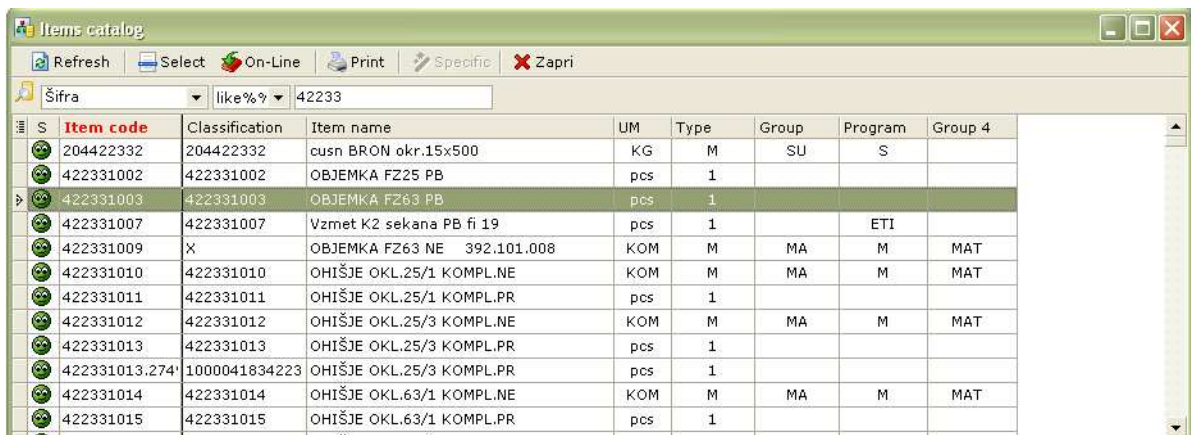 Items catalog
Refresh Select On-Line Print Specific Zapri
Šifra like% 42233
S Item code Classification Item name UM Type Group Program Group 4
204422332 204422332 cusn BRON okr.15x500 KG M SU S
422331002 422331002 OBJEMKA FZ25 PB pcs 1
422331003 422331003 OBJEMKA FZ63 PB pcs 1
422331007 422331007 Vzmet K2 sekana PB fi 19 pcs 1 ETI
422331009 X OBJEMKA FZ63 NE 392.101.008 KOM M MA M MAT
422331010 422331010 OHIŠJE OKL.25/1 KOMPL.NE KOM M MA M MAT
422331011 422331011 OHIŠJE OKL.25/1 KOMPL.PR pcs 1
422331012 422331012 OHIŠJE OKL.25/3 KOMPL.NE KOM M MA M MAT
422331013 422331013 OHIŠJE OKL.25/3 KOMPL.PR pcs 1
422331013.274 1000041834223 OHIŠJE OKL.25/3 KOMPL.PR pcs 1
422331014 422331014 OHIŠJE OKL.63/1 KOMPL.NE KOM M MA M MAT
422331015 422331015 OHIŠJE OKL.63/1 KOMPL.PR pcs 1